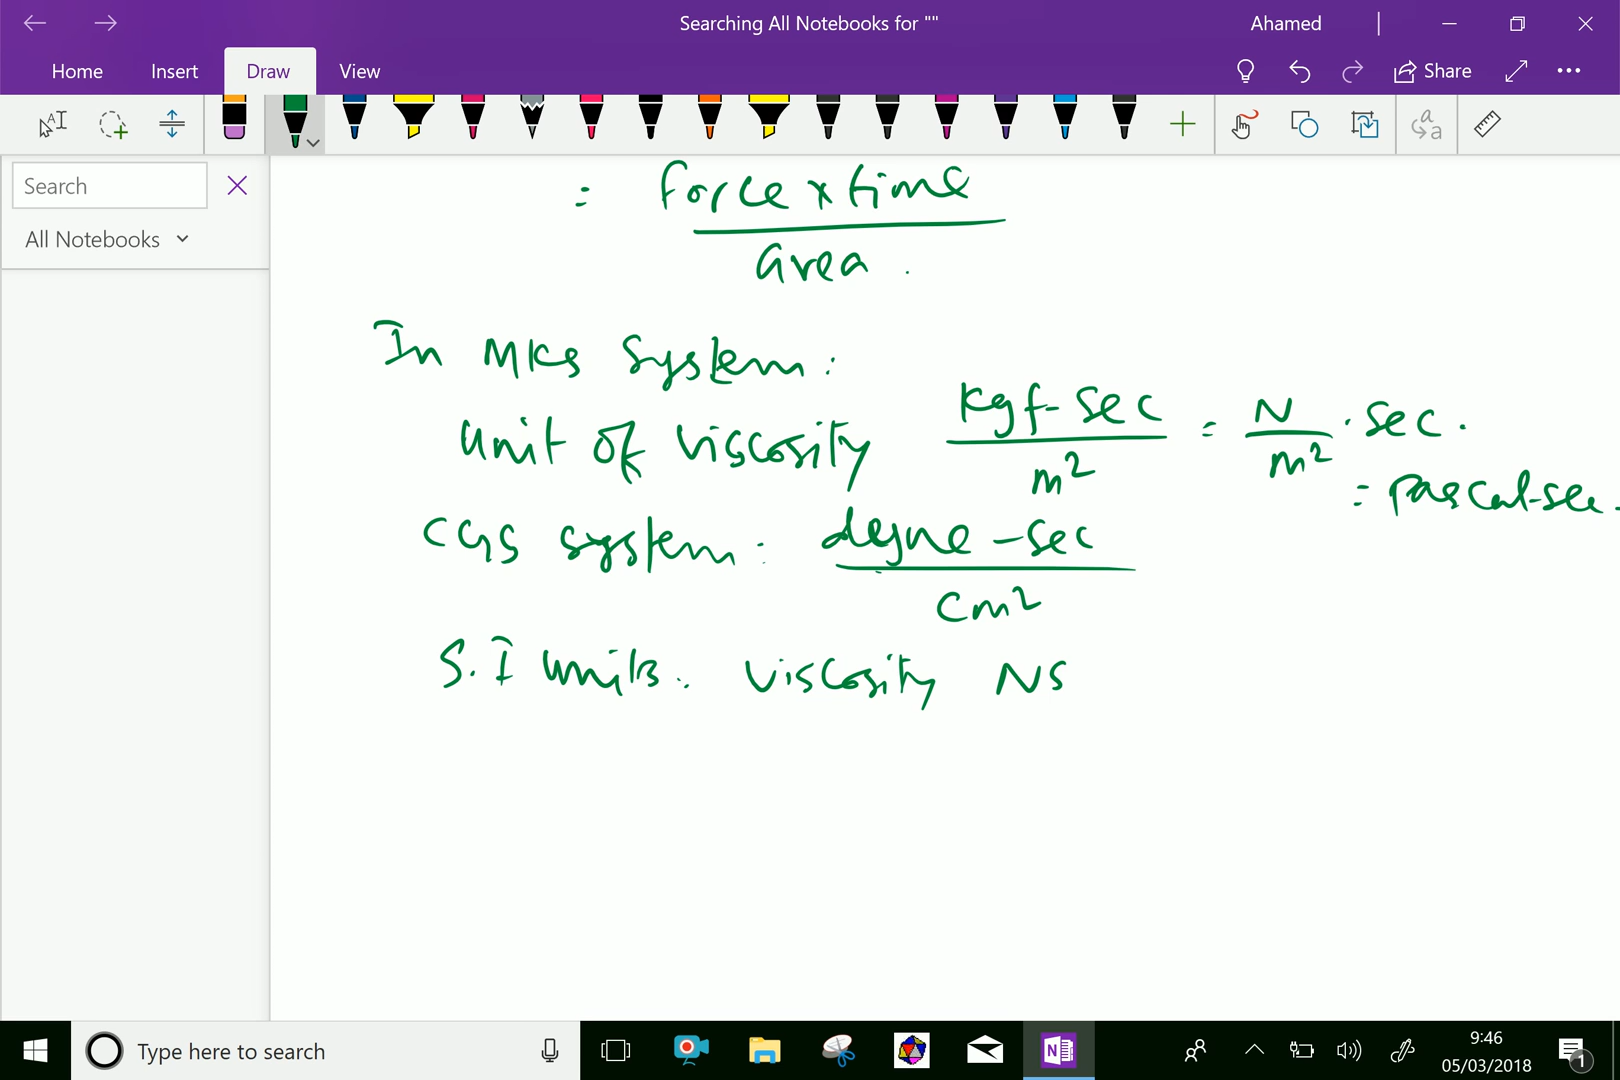 Searching All Notebooks for ""
Ahamed
Home Insert Draw View
Share
Search
All Notebooks
= Force x time
area .
In MKS System :
unit of viscosity kgf-sec = N . sec .
m² m²
= pascal-sec.
CGS system : deyne - sec
cm²
S.I units : viscosity NS
Type here to search
9:46
05/03/2018
1